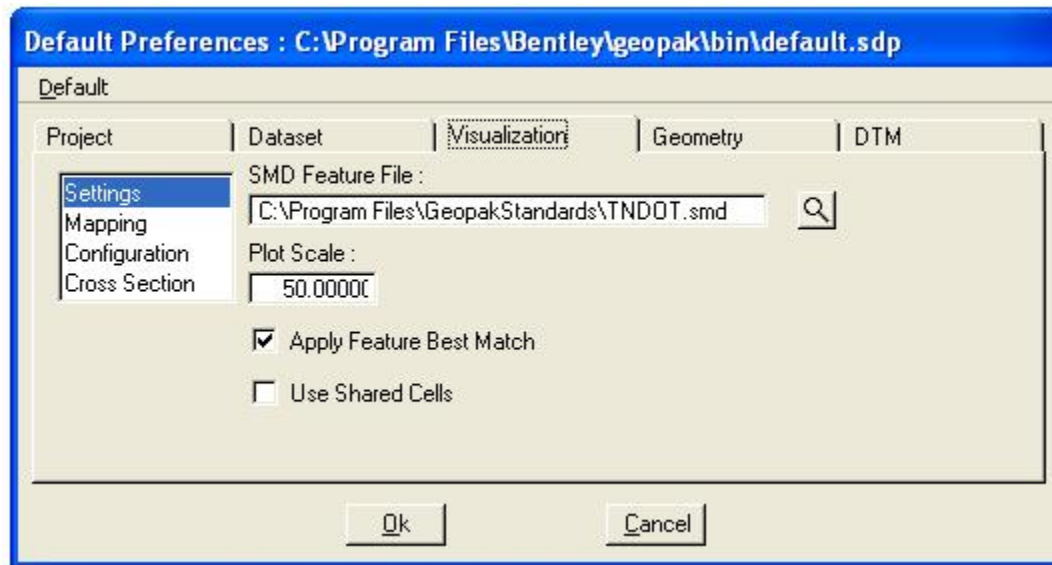 Default Preferences : C:\Program Files\Bentley\geopak\bin\default.sdp
Default
Project
Dataset
Visualization
Geometry
DTM
Settings
Mapping
Configuration
Cross Section
SMD Feature File :
C:\Program Files\GeopakStandards\TNDOT.smd
Plot Scale :
50.00000
Apply Feature Best Match
Use Shared Cells
Ok
Cancel